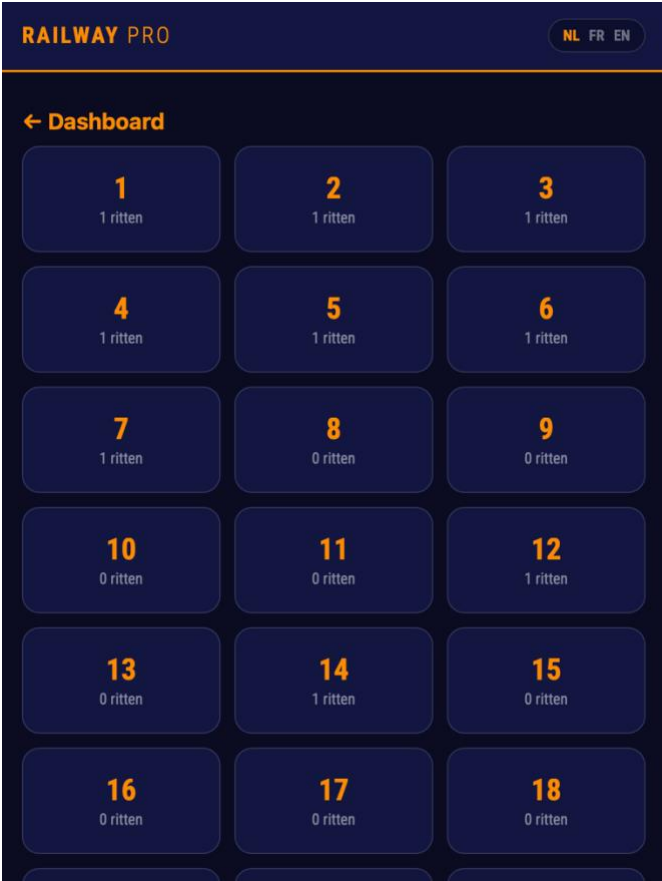 RAILWAY PRO
NL FR EN
← Dashboard
1
1 ritten
2
1 ritten
3
1 ritten
4
1 ritten
5
1 ritten
6
1 ritten
7
1 ritten
8
0 ritten
9
0 ritten
10
0 ritten
11
0 ritten
12
1 ritten
13
0 ritten
14
1 ritten
15
0 ritten
16
0 ritten
17
0 ritten
18
0 ritten